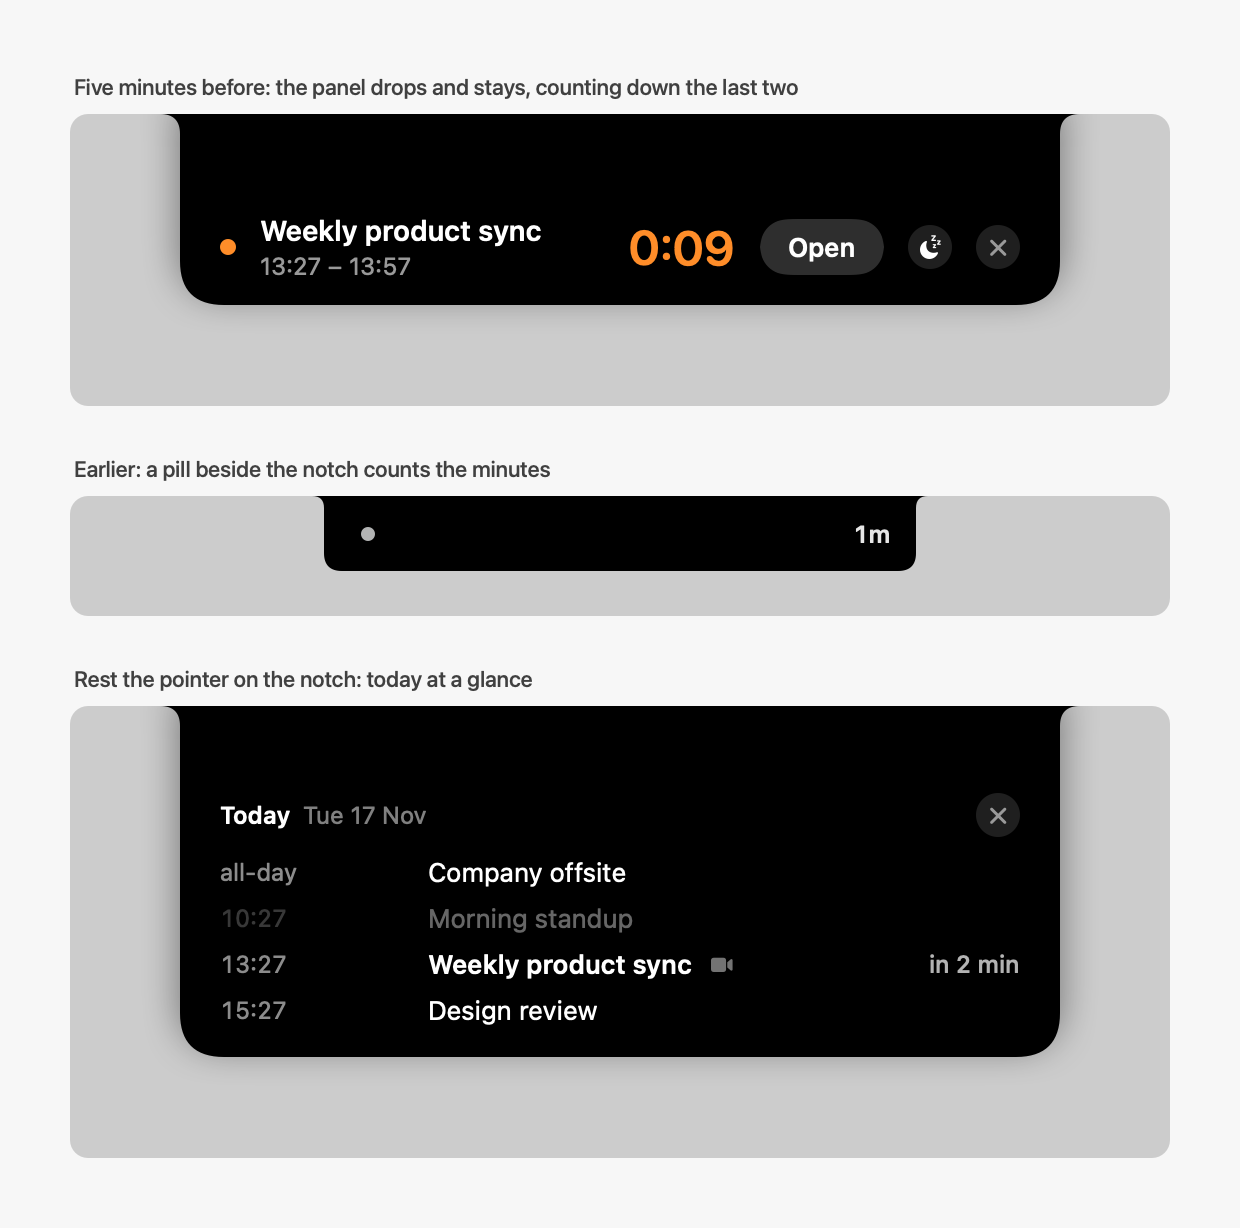 Five minutes before: the panel drops and stays, counting down the last two
Weekly product sync
13:27 – 13:57
0:09
Open
z z z
Earlier: a pill beside the notch counts the minutes
1m
Rest the pointer on the notch: today at a glance
Today Tue 17 Nov
all-day Company offsite
10:27 Morning standup
13:27 Weekly product sync in 2 min
15:27 Design review